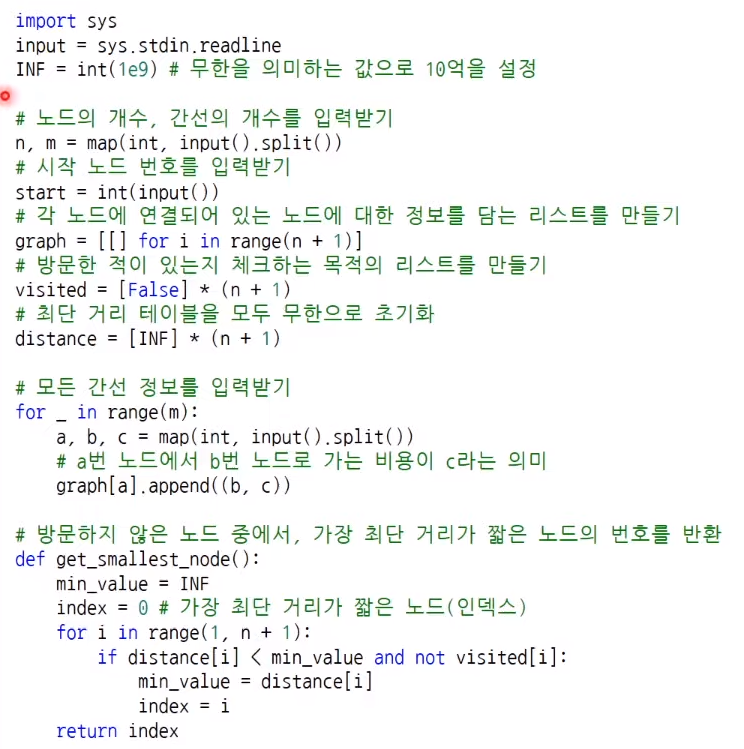 import sys
input = sys.stdin.readline
INF = int(1e9) # 무한을 의미하는 값으로 10억을 설정
# 노드의 개수, 간선의 개수를 입력받기
n, m = map(int, input().split())
# 시작 노드 번호를 입력받기
start = int(input())
# 각 노드에 연결되어 있는 노드에 대한 정보를 담는 리스트를 만들기
graph = [[] for i in range(n + 1)]
# 방문한 적이 있는지 체크하는 목적의 리스트를 만들기
visited = [False] * (n + 1)
# 최단 거리 테이블을 모두 무한으로 초기화
distance = [INF] * (n + 1)
# 모든 간선 정보를 입력받기
for _ in range(m):
    a, b, c = map(int, input().split())
    # a번 노드에서 b번 노드로 가는 비용이 c라는 의미
    graph[a].append((b, c))
# 방문하지 않은 노드 중에서, 가장 최단 거리가 짧은 노드의 번호를 반환
def get_smallest_node():
    min_value = INF
    index = 0 # 가장 최단 거리가 짧은 노드(인덱스)
    for i in range(1, n + 1):
        if distance[i] < min_value and not visited[i]:
            min_value = distance[i]
            index = i
    return index